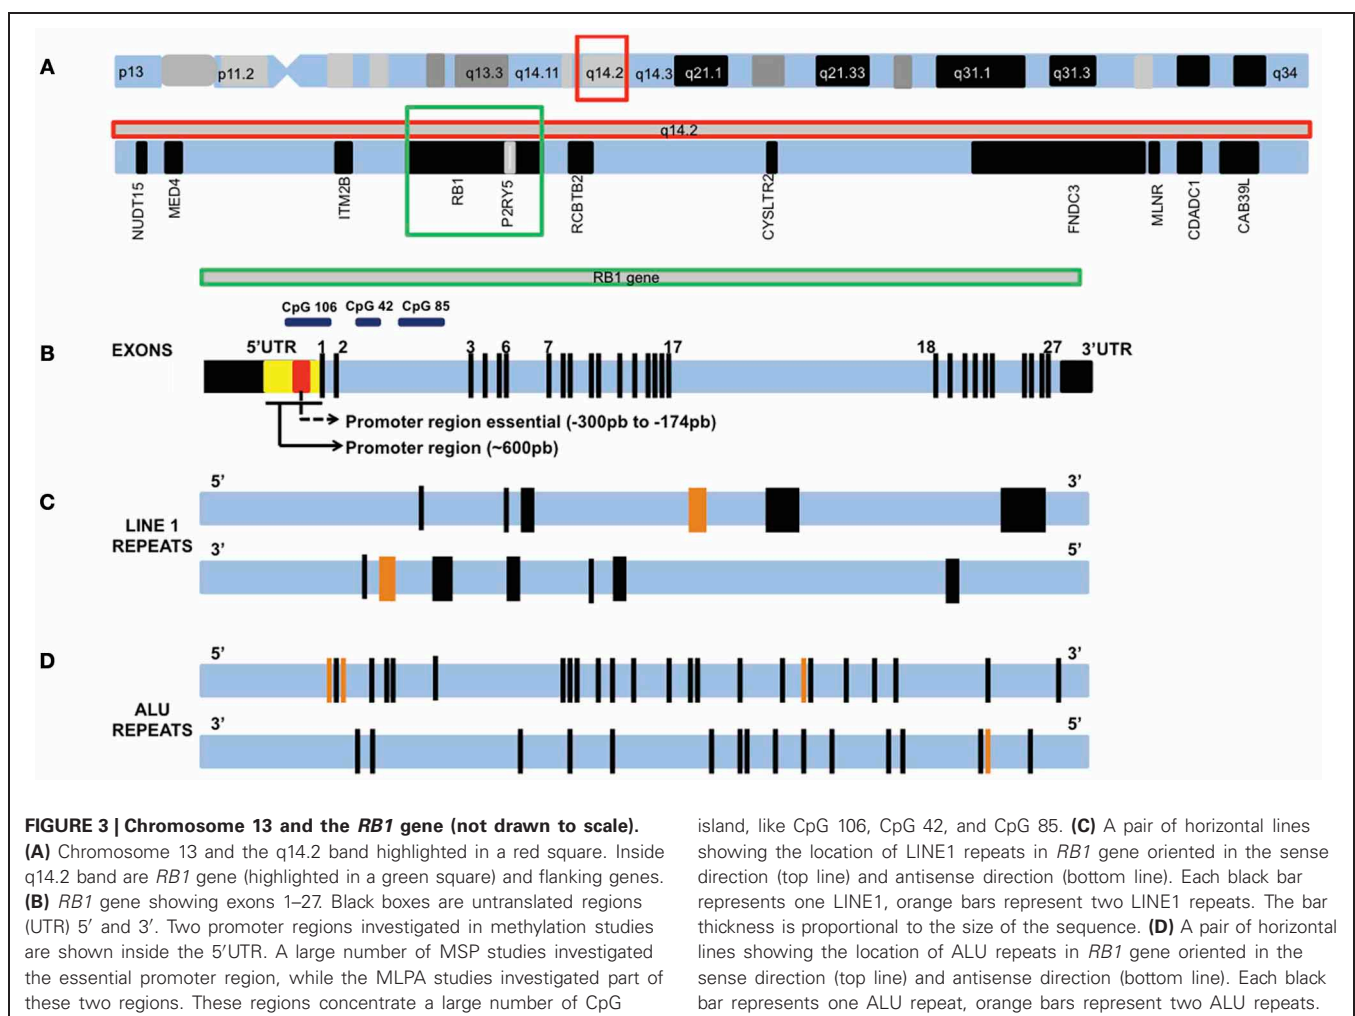 A
p13
p11.2
q13.3
q14.11
q14.2
q14.3
q21.1
q21.33
q31.1
q31.3
q34
q14.2
NUDT15
MED4
ITM2B
RB1
P2RY5
RCBTB2
CYSLTR2
FNDC3
MLNR
CDADC1
CAB39L
RB1 gene
CpG 106 CpG 42 CpG 85
B
EXONS
5'UTR 1 2 3 6 7 17 18 27 3'UTR
Promoter region essential (-300pb to -174pb)
Promoter region (~600pb)
C
5' 3'
LINE 1
REPEATS
3' 5'
D
5' 3'
ALU
REPEATS
3' 5'
FIGURE 3 | Chromosome 13 and the RB1 gene (not drawn to scale).
(A) Chromosome 13 and the q14.2 band highlighted in a red square. Inside
q14.2 band are RB1 gene (highlighted in a green square) and flanking genes.
(B) RB1 gene showing exons 1–27. Black boxes are untranslated regions
(UTR) 5′ and 3′. Two promoter regions investigated in methylation studies
are shown inside the 5′UTR. A large number of MSP studies investigated
the essential promoter region, while the MLPA studies investigated part of
these two regions. These regions concentrate a large number of CpG
island, like CpG 106, CpG 42, and CpG 85. (C) A pair of horizontal lines
showing the location of LINE1 repeats in RB1 gene oriented in the sense
direction (top line) and antisense direction (bottom line). Each black bar
represents one LINE1, orange bars represent two LINE1 repeats. The bar
thickness is proportional to the size of the sequence. (D) A pair of horizontal
lines showing the location of ALU repeats in RB1 gene oriented in the
sense direction (top line) and antisense direction (bottom line). Each black
bar represents one ALU repeat, orange bars represent two ALU repeats.